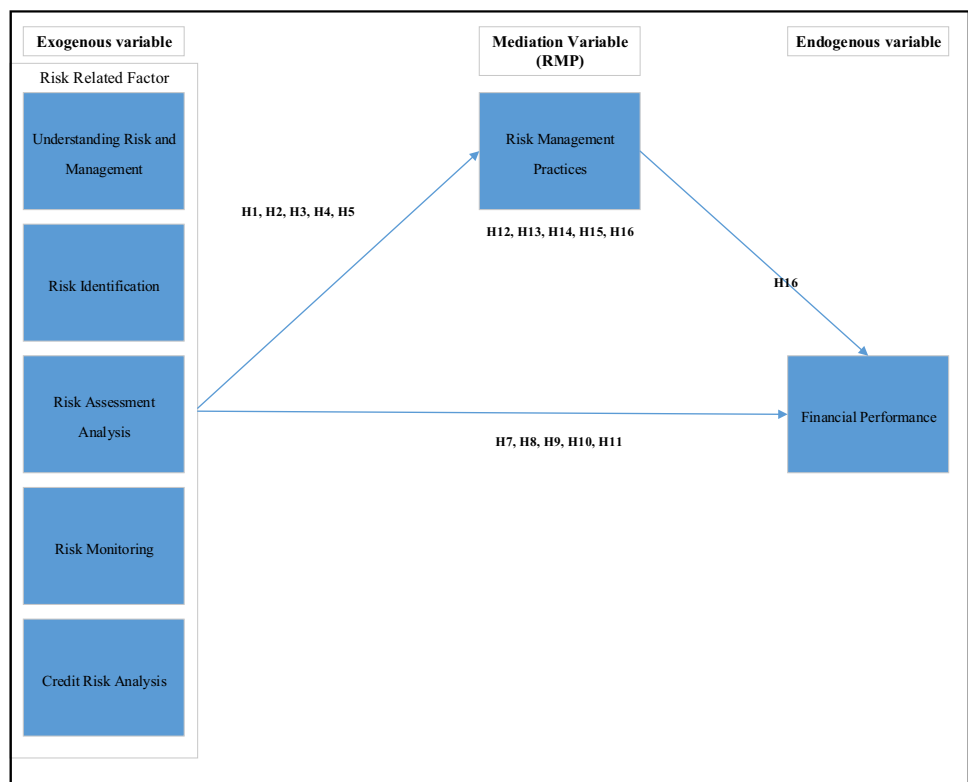 Exogenous variable
Mediation Variable
(RMP)
Endogenous variable
Risk Related Factor
Understanding Risk and
Management
Risk Identification
Risk Assessment
Analysis
Risk Monitoring
Credit Risk Analysis
H1, H2, H3, H4, H5
Risk Management
Practices
H12, H13, H14, H15, H16
H16
H7, H8, H9, H10, H11
Financial Performance